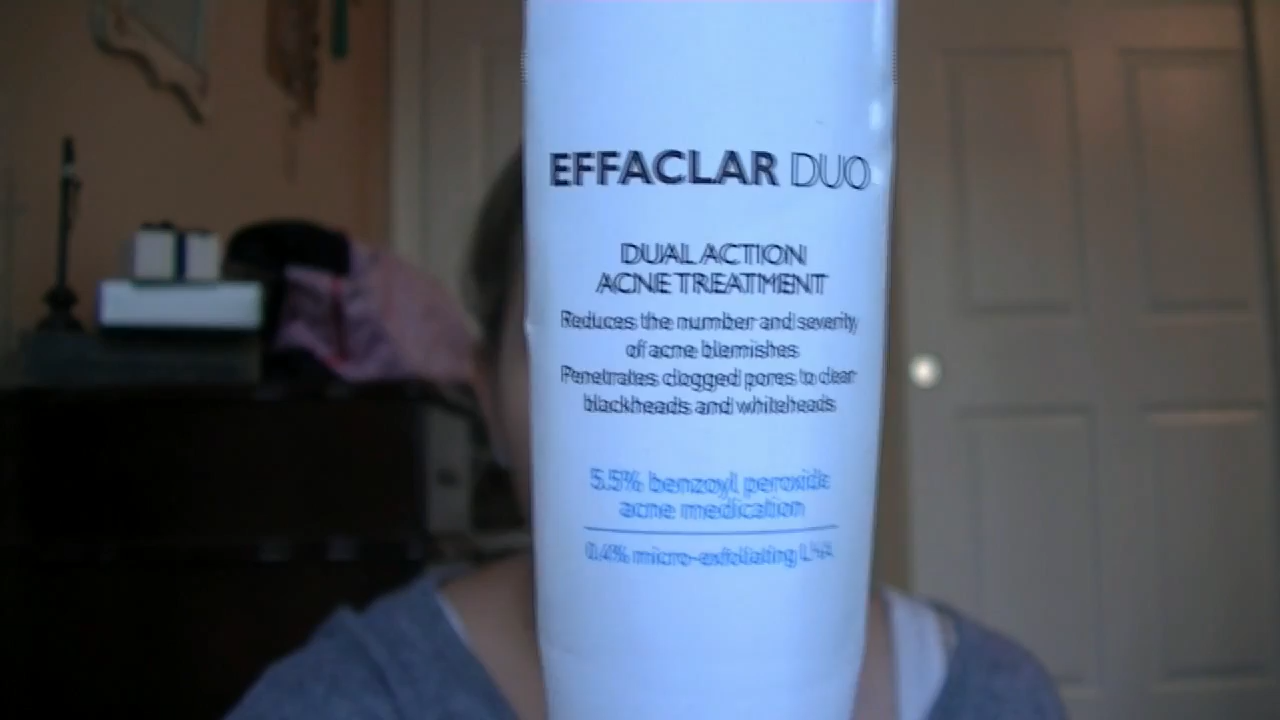 EFFACLAR DUO
DUAL ACTION
ACNE TREATMENT
Reduces the number and severity
of acne blemishes
Penetrates clogged pores to clear
blackheads and whiteheads
5.5% benzoyl peroxide
acne medication
0.4% micro-exfoliating LHA